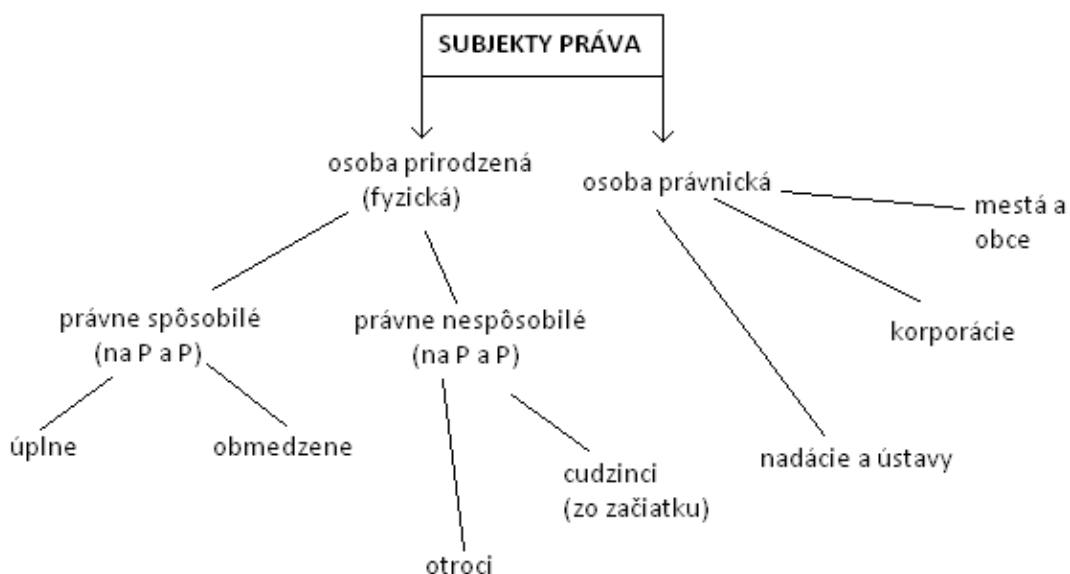 SUBJEKTY PRÁVA
osoba prirodzená
(fyzická)
osoba právnická
mestá a
obce
právne spôsobilé
(na P a P)
právne nespôsobilé
(na P a P)
korporácie
úplne
obmedzene
cudzinci
(zo začiatku)
nadácie a ústavy
otroci